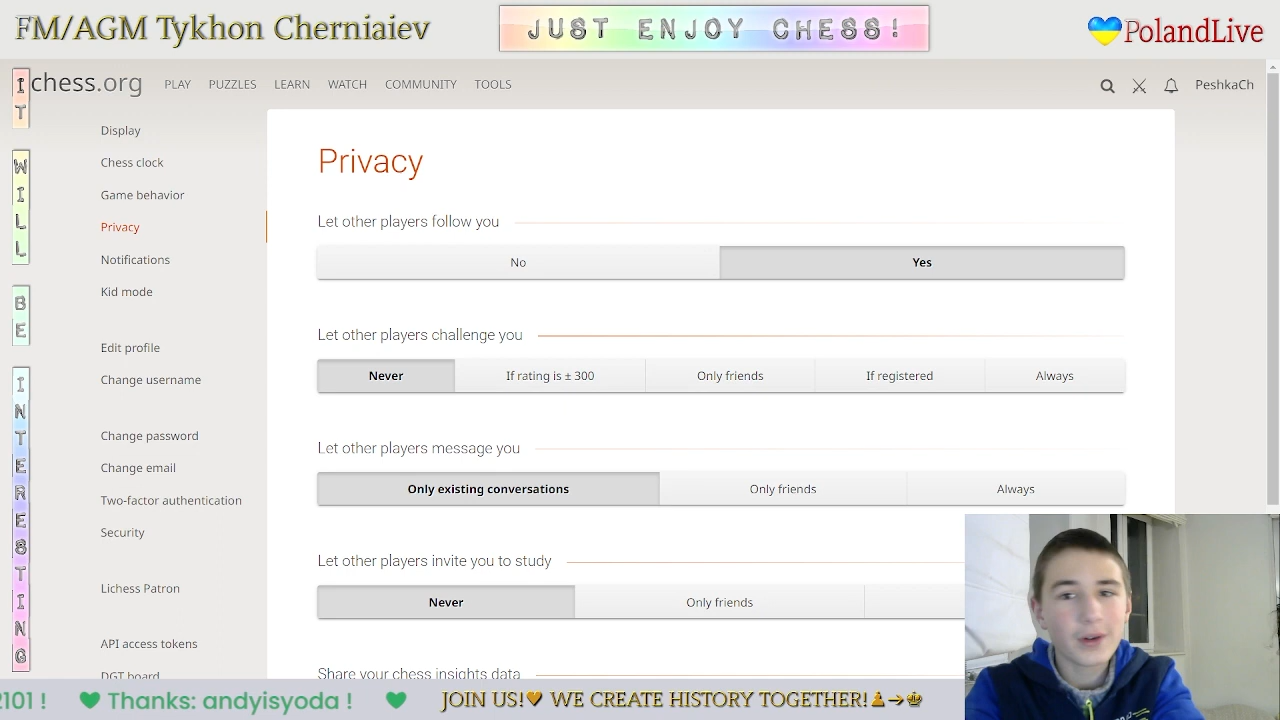 FM/AGM Tykhon Cherniaiev
JUST ENJOY CHESS!
PolandLive
IT WILL BE INTERESTING
chess.org
PLAY PUZZLES LEARN WATCH COMMUNITY TOOLS
PeshkaCh
Display
Chess clock
Game behavior
Privacy
Notifications
Kid mode
Edit profile
Change username
Change password
Change email
Two-factor authentication
Security
Lichess Patron
API access tokens
DGT board
Privacy
Let other players follow you
No Yes
Let other players challenge you
Never If rating is ± 300 Only friends If registered Always
Let other players message you
Only existing conversations Only friends Always
Let other players invite you to study
Never Only friends
Share your chess insights data
2101 ! 💚 Thanks: andyisyoda ! 💚
JOIN US!♥ WE CREATE HISTORY TOGETHER!♟→♚